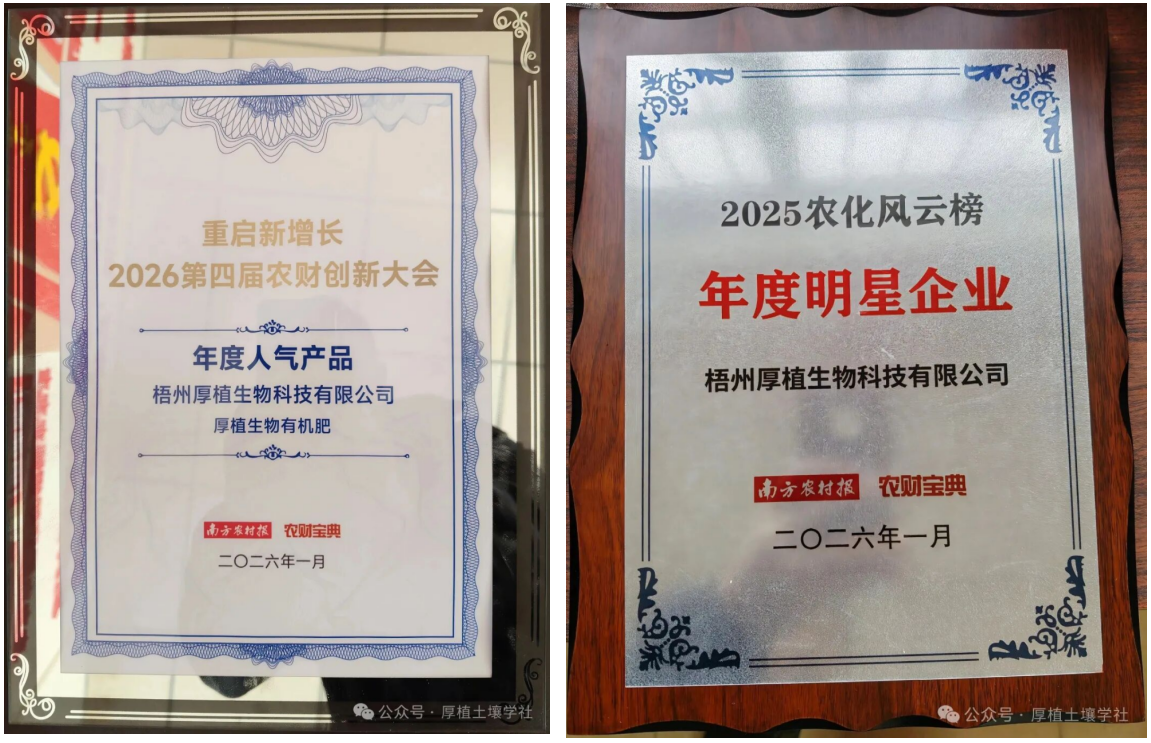 重启新增长
2026第四届农财创新大会
年度人气产品
梧州厚植生物科技有限公司
厚植生物有机肥
南方农村报 农财宝典
二〇二六年一月
公众号·厚植土壤学社
2025农化风云榜
年度明星企业
梧州厚植生物科技有限公司
南方农村报 农财宝典
二〇二六年一月
公众号·厚植土壤学社